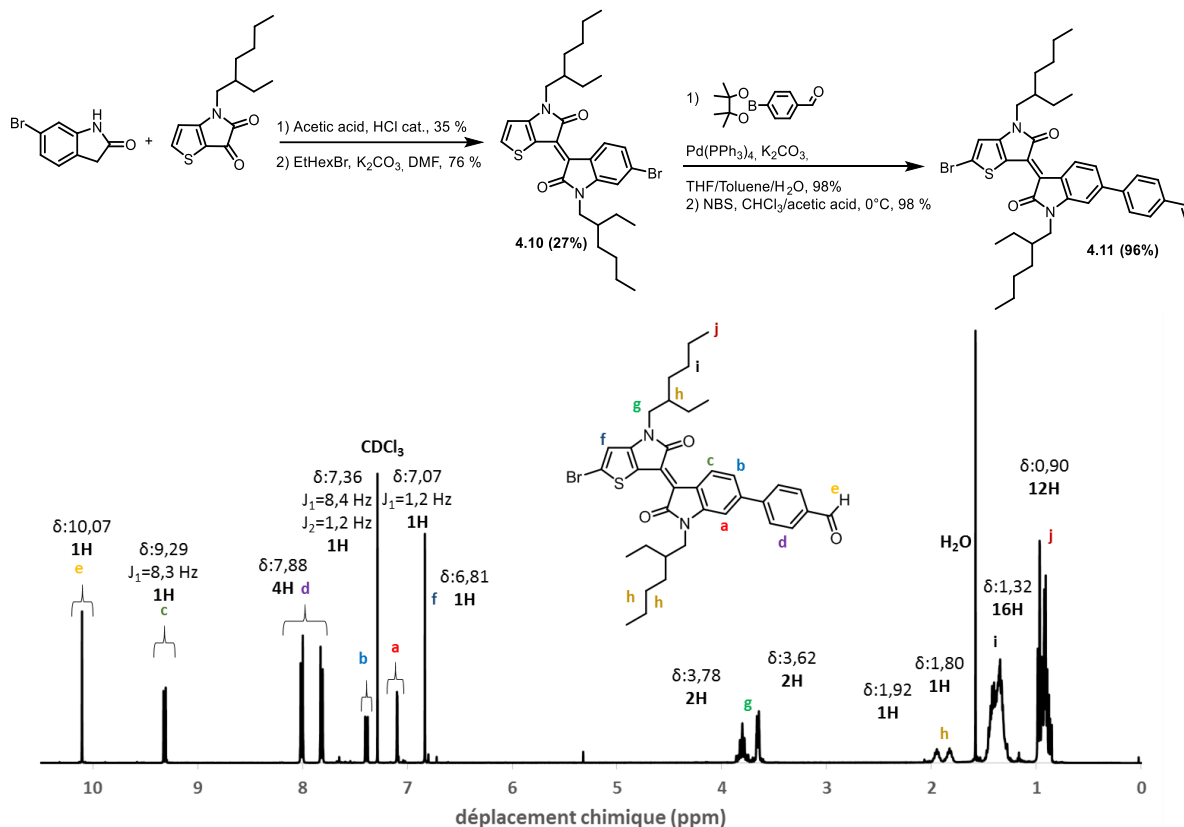 Br
H
N
O
+
N
O
O
S
1) Acetic acid, HCl cat., 35 %
2) EtHexBr, K2CO3, DMF, 76 %
N
O
S
O
N
Br
4.10 (27%)
1)
CH3
H3C
O
B
O
H3C
CH3
O
Pd(PPh3)4, K2CO3,
THF/Toluene/H2O, 98%
2) NBS, CHCl3/acetic acid, 0°C, 98 %
N
O
Br
S
O
N
4.11 (96%)
j
i
h
g
N
O
f
Br
S
c
b
O
N
a
d
e
H
O
h
h
CDCl3
δ:10,07
1H
e
δ:9,29
J1=8,3 Hz
1H
c
δ:7,88
4H d
δ:7,36
J1=8,4 Hz
J2=1,2 Hz
1H
b
δ:7,07
J1=1,2 Hz
1H
a
δ:6,81
f 1H
δ:3,78
2H
g
δ:3,62
2H
δ:1,92
1H
δ:1,80
1H
h
H2O
δ:1,32
16H
i
δ:0,90
12H
j
10 9 8 7 6 5 4 3 2 1 0
déplacement chimique (ppm)